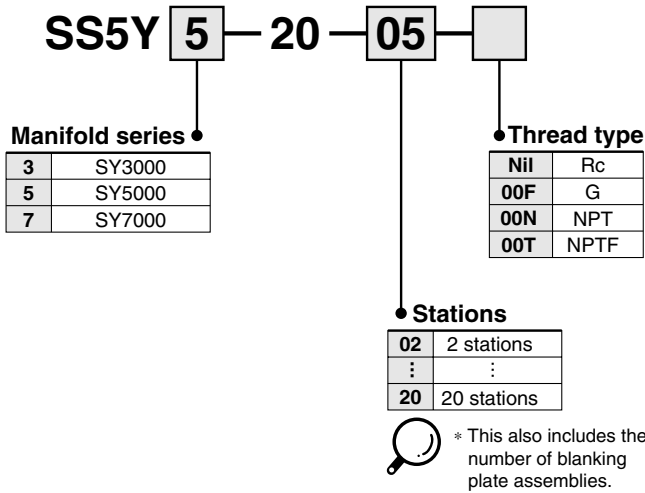 SS5Y 5 — 20 — 05 —
Manifold series
3 SY3000
5 SY5000
7 SY7000
Thread type
Nil Rc
00F G
00N NPT
00T NPTF
Stations
02 2 stations
⋮ ⋮
20 20 stations
* This also includes the
number of blanking
plate assemblies.